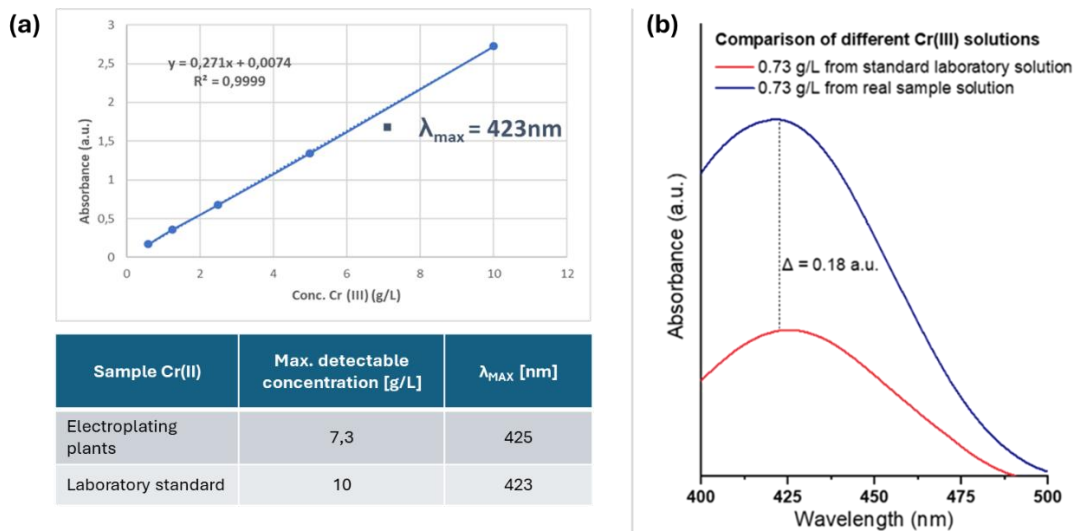 (a)
3
2,5
2
1,5
1
0,5
0
0
2
4
6
8
10
12
Absorbance (a.u.)
Conc. Cr (III) (g/L)
y = 0,271x + 0,0074
R² = 0,9999
λmax = 423nm
Sample Cr(II)
Max. detectable
concentration [g/L]
λMAX [nm]
Electroplating
plants
7,3
425
Laboratory standard
10
423
(b)
Comparison of different Cr(III) solutions
0.73 g/L from standard laboratory solution
0.73 g/L from real sample solution
Δ = 0.18 a.u.
Absorbance (a.u.)
400
425
450
475
500
Wavelength (nm)